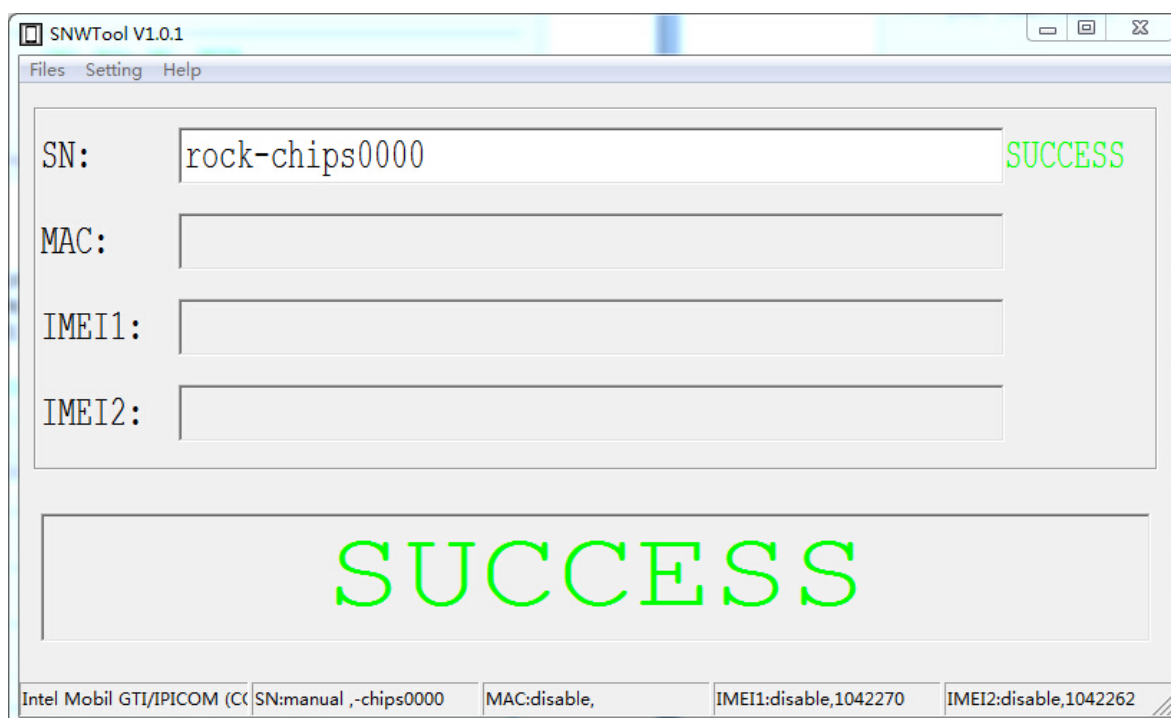 SNWTool V1.0.1
Files Setting Help
SN: rock-chips0000 SUCCESS
MAC:
IMEI1:
IMEI2:
SUCCESS
Intel Mobil GTI/IPICOM (CO SN:manual ,-chips0000 MAC:disable, IMEI1:disable,1042270 IMEI2:disable,1042262